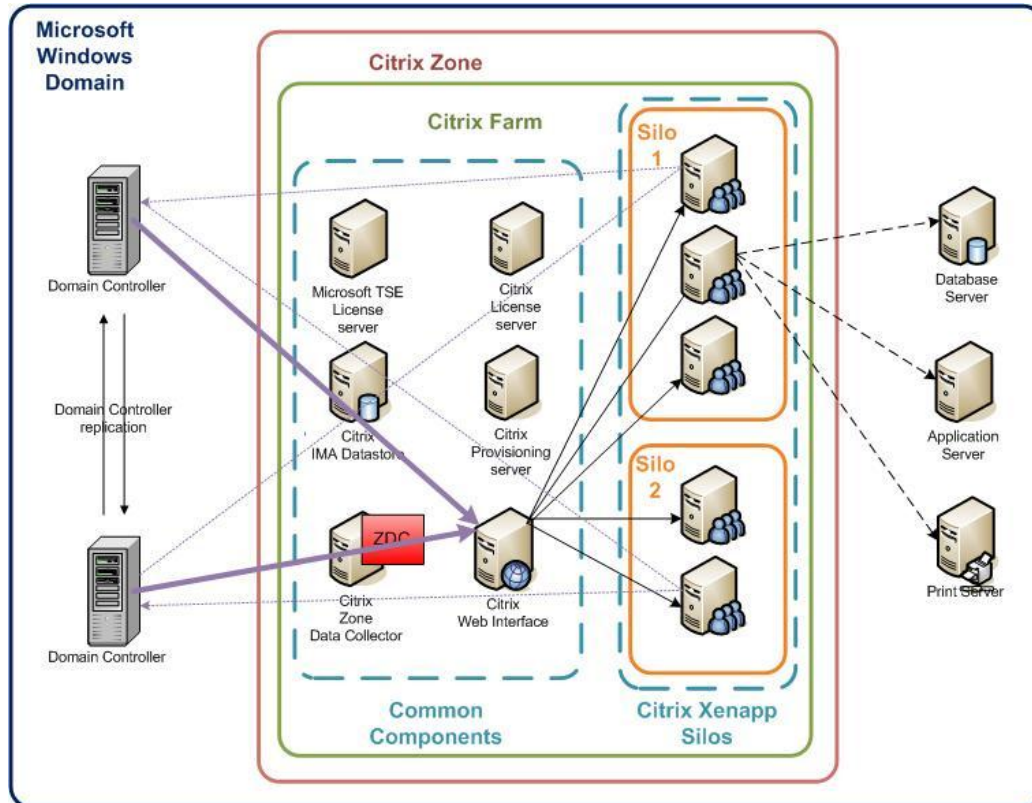 Microsoft
Windows
Domain
Citrix Zone
Citrix Farm
Silo
1
Domain Controller
Microsoft TSE
License
server
Citrix
License
server
Database
Server
Domain Controller
replication
Citrix
IMA Datastore
Citrix
Provisioning
server
Application
Server
Silo
2
ZDC
Citrix
Zone
Data Collector
Citrix
Web Interface
Print Server
Domain Controller
Common
Components
Citrix Xenapp
Silos